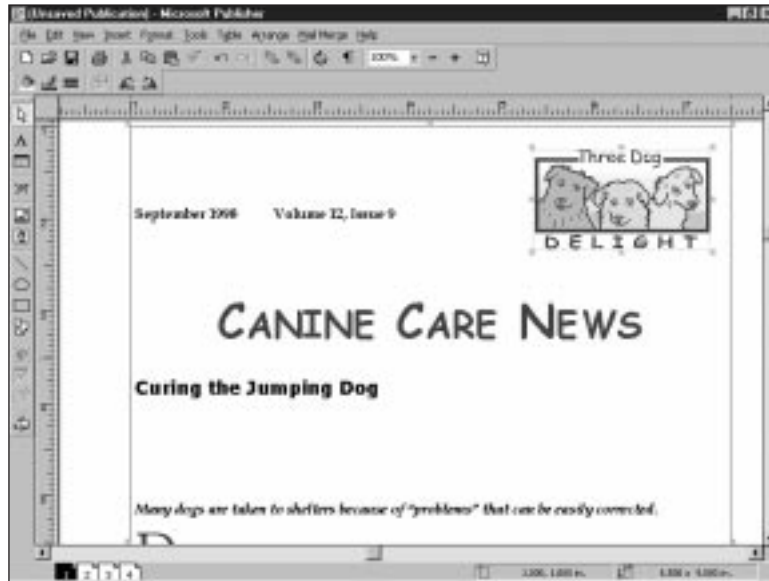 [Unsaved Publication] - Microsoft Publisher
File Edit View Insert Format Tools Table Arrange Mail Merge Help
100%
Three Dog
September 1998 Volume 12, Issue 9
DELIGHT
CANINE CARE NEWS
Curing the Jumping Dog
Many dogs are taken to shelters because of “problems” that can be easily corrected.
1 2 3 4